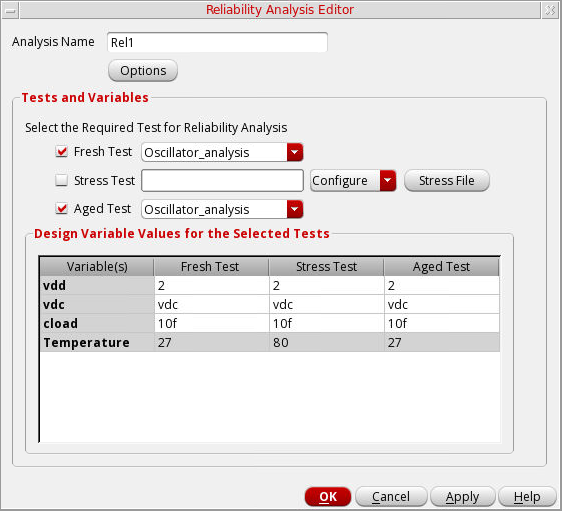 Reliability Analysis Editor
Analysis Name Rel1
Options
Tests and Variables
Select the Required Test for Reliability Analysis
Fresh Test Oscillator_analysis
Stress Test Configure Stress File
Aged Test Oscillator_analysis
Design Variable Values for the Selected Tests
Variable(s) Fresh Test Stress Test Aged Test
vdd 2 2 2
vdc vdc vdc vdc
cload 10f 10f 10f
Temperature 27 80 27
OK Cancel Apply Help